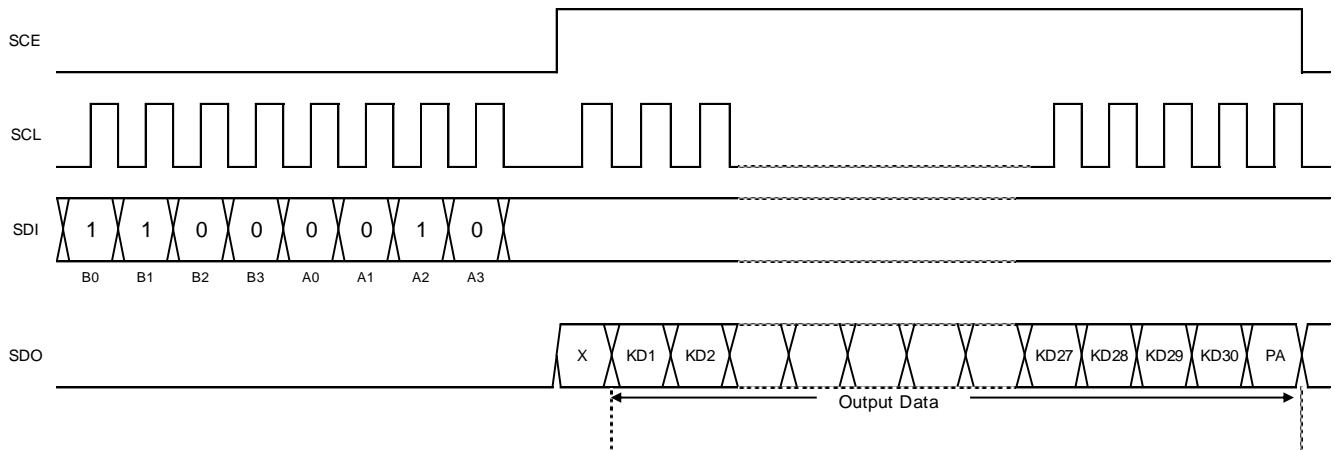 SCE
SCL
SDI
1 1 0 0 0 0 1 0
B0 B1 B2 B3 A0 A1 A2 A3
SDO
X KD1 KD2 KD27 KD28 KD29 KD30 PA
Output Data